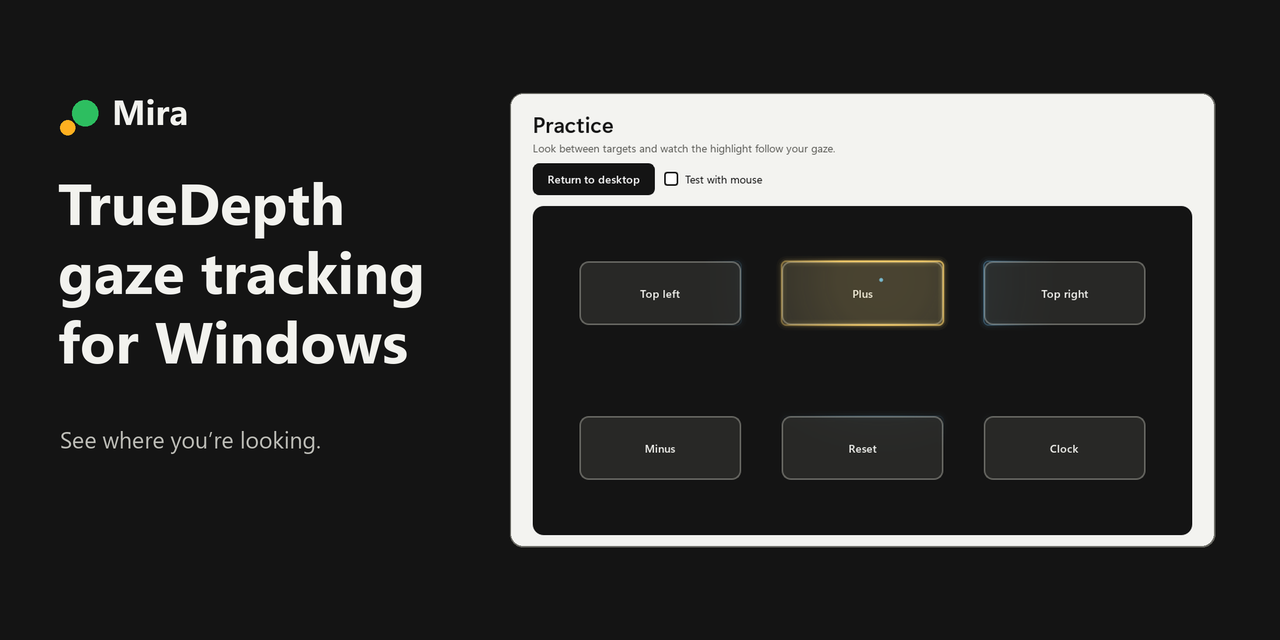 Mira
TrueDepth
gaze tracking
for Windows
See where you’re looking.
Practice
Look between targets and watch the highlight follow your gaze.
Return to desktop
Test with mouse
Top left
Plus
Top right
Minus
Reset
Clock